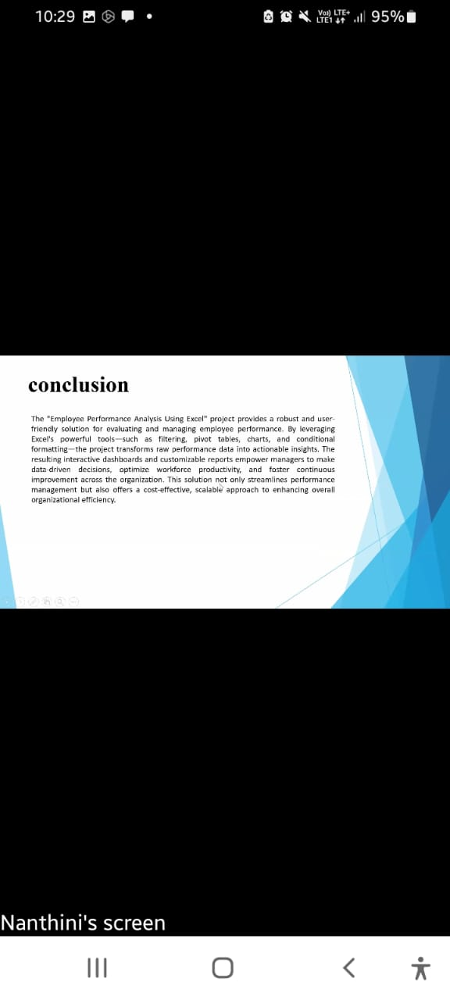 10:29
Vo)) LTE+
LTE1
95%
conclusion
The "Employee Performance Analysis Using Excel" project provides a robust and user-
friendly solution for evaluating and managing employee performance. By leveraging
Excel's powerful tools—such as filtering, pivot tables, charts, and conditional
formatting—the project transforms raw performance data into actionable insights. The
resulting interactive dashboards and customizable reports empower managers to make
data-driven decisions, optimize workforce productivity, and foster continuous
improvement across the organization. This solution not only streamlines performance
management but also offers a cost-effective, scalable approach to enhancing overall
organizational efficiency.
Nanthini's screen